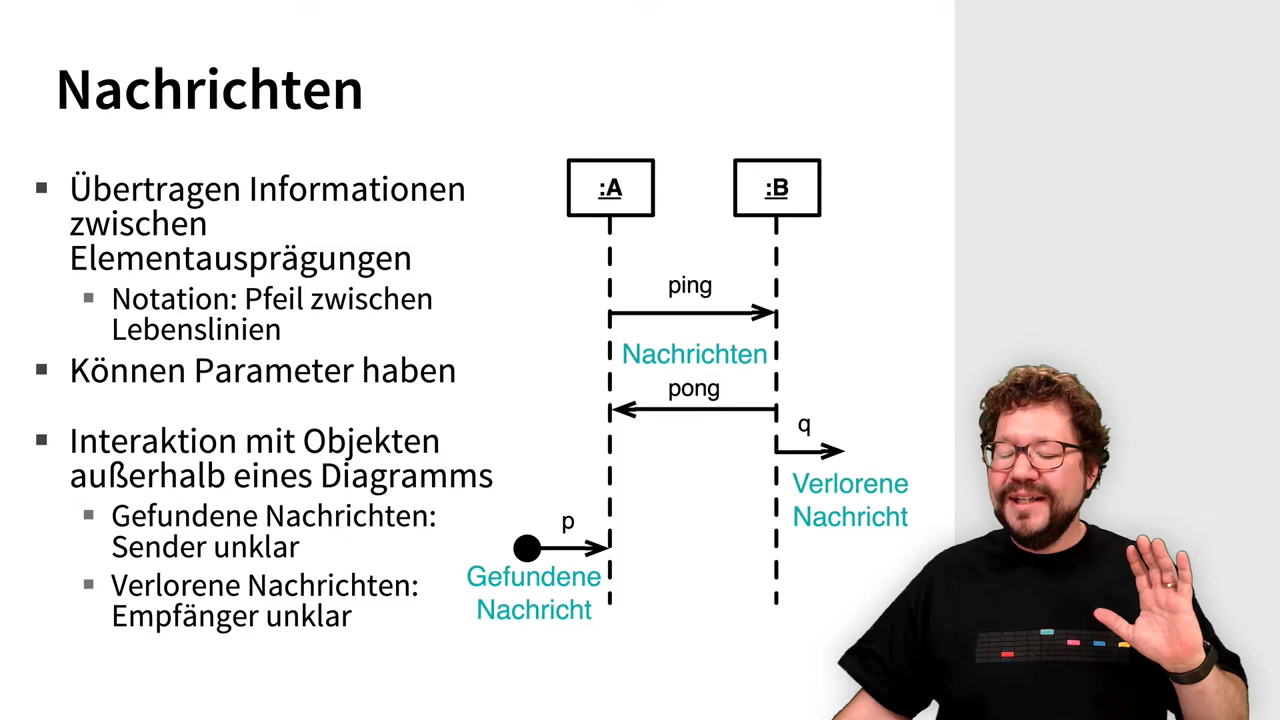 Nachrichten
Übertragen Informationen
zwischen
Elementausprägungen
Notation: Pfeil zwischen
Lebenslinien
Können Parameter haben
Interaktion mit Objekten
außerhalb eines Diagramms
Gefundene Nachrichten:
Sender unklar
Verlorene Nachrichten:
Empfänger unklar
:A
:B
ping
Nachrichten
pong
q
Verlorene
Nachricht
p
Gefundene
Nachricht